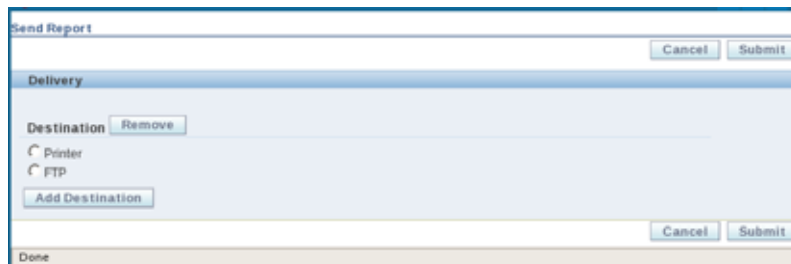 Send Report
Cancel Submit
Delivery
Destination Remove
Printer
FTP
Add Destination
Cancel Submit
Done